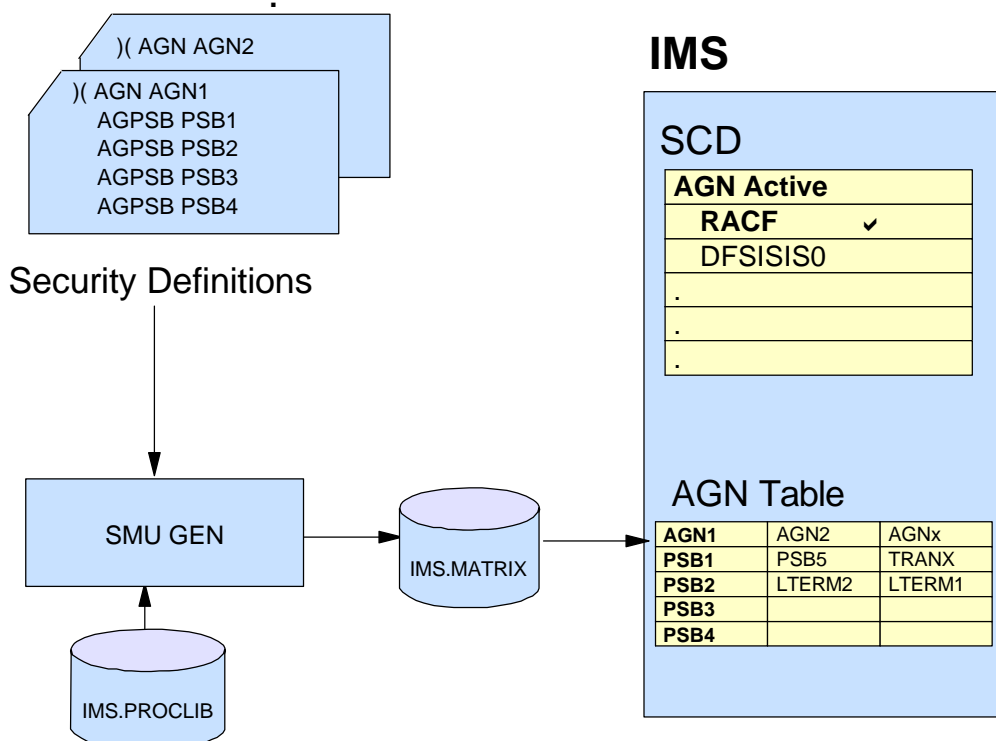 )( AGN AGN2
)( AGN AGN1
AGPSB PSB1
AGPSB PSB2
AGPSB PSB3
AGPSB PSB4
Security Definitions
SMU GEN
IMS.PROCLIB
IMS.MATRIX
IMS
SCD
AGN Active
RACF ✔
DFSISIS0
.
.
.
AGN Table
AGN1 AGN2 AGNx
PSB1 PSB5 TRANX
PSB2 LTERM2 LTERM1
PSB3
PSB4